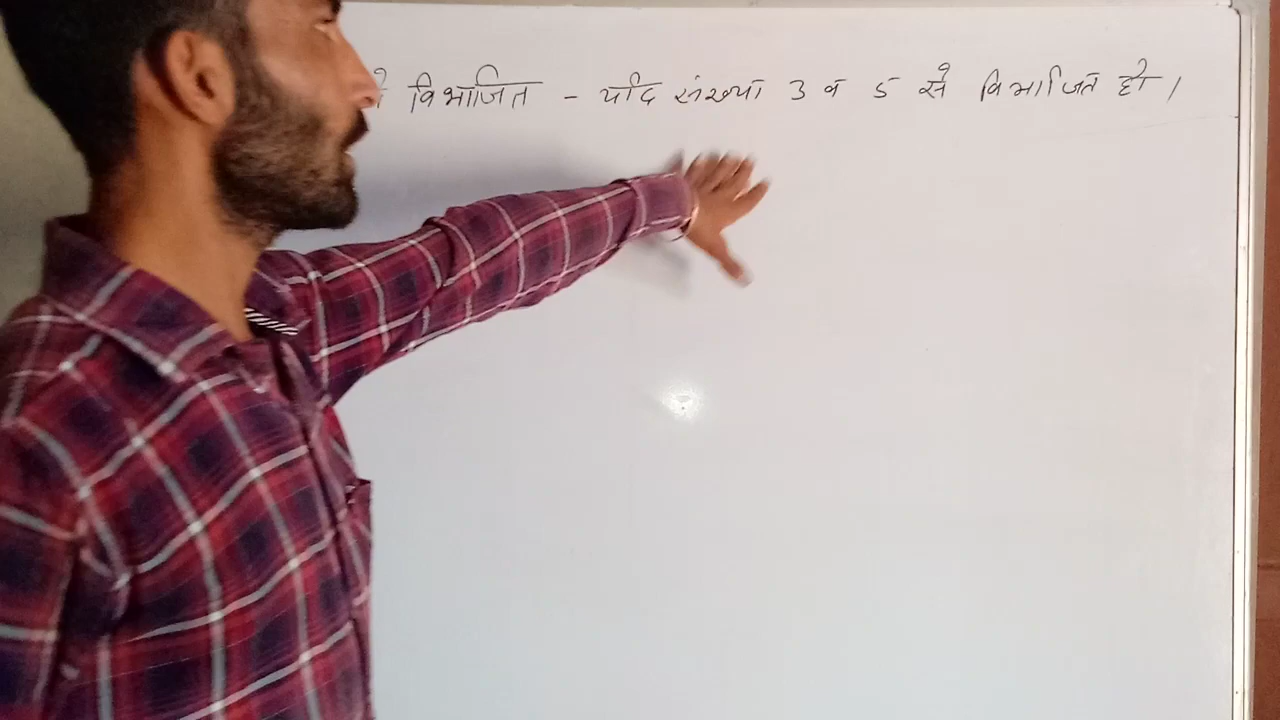 विभाजित - यदि संख्या 3 व 5 से विभाजित हो।